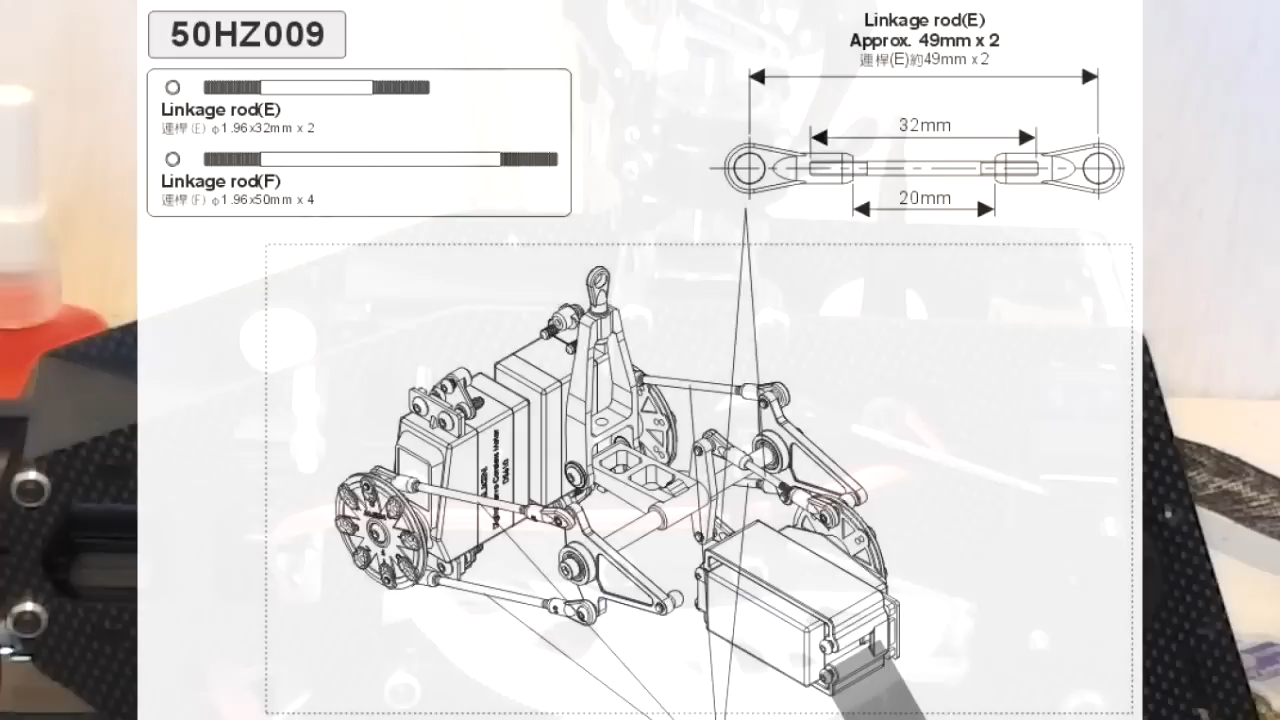 50HZ009
Linkage rod(E)
連桿(E) φ1.96x32mm x 2
Linkage rod(F)
連桿(F) φ1.96x50mm x 4
Linkage rod(E)
Approx. 49mm x 2
連桿(E)約49mm x 2
32mm
20mm